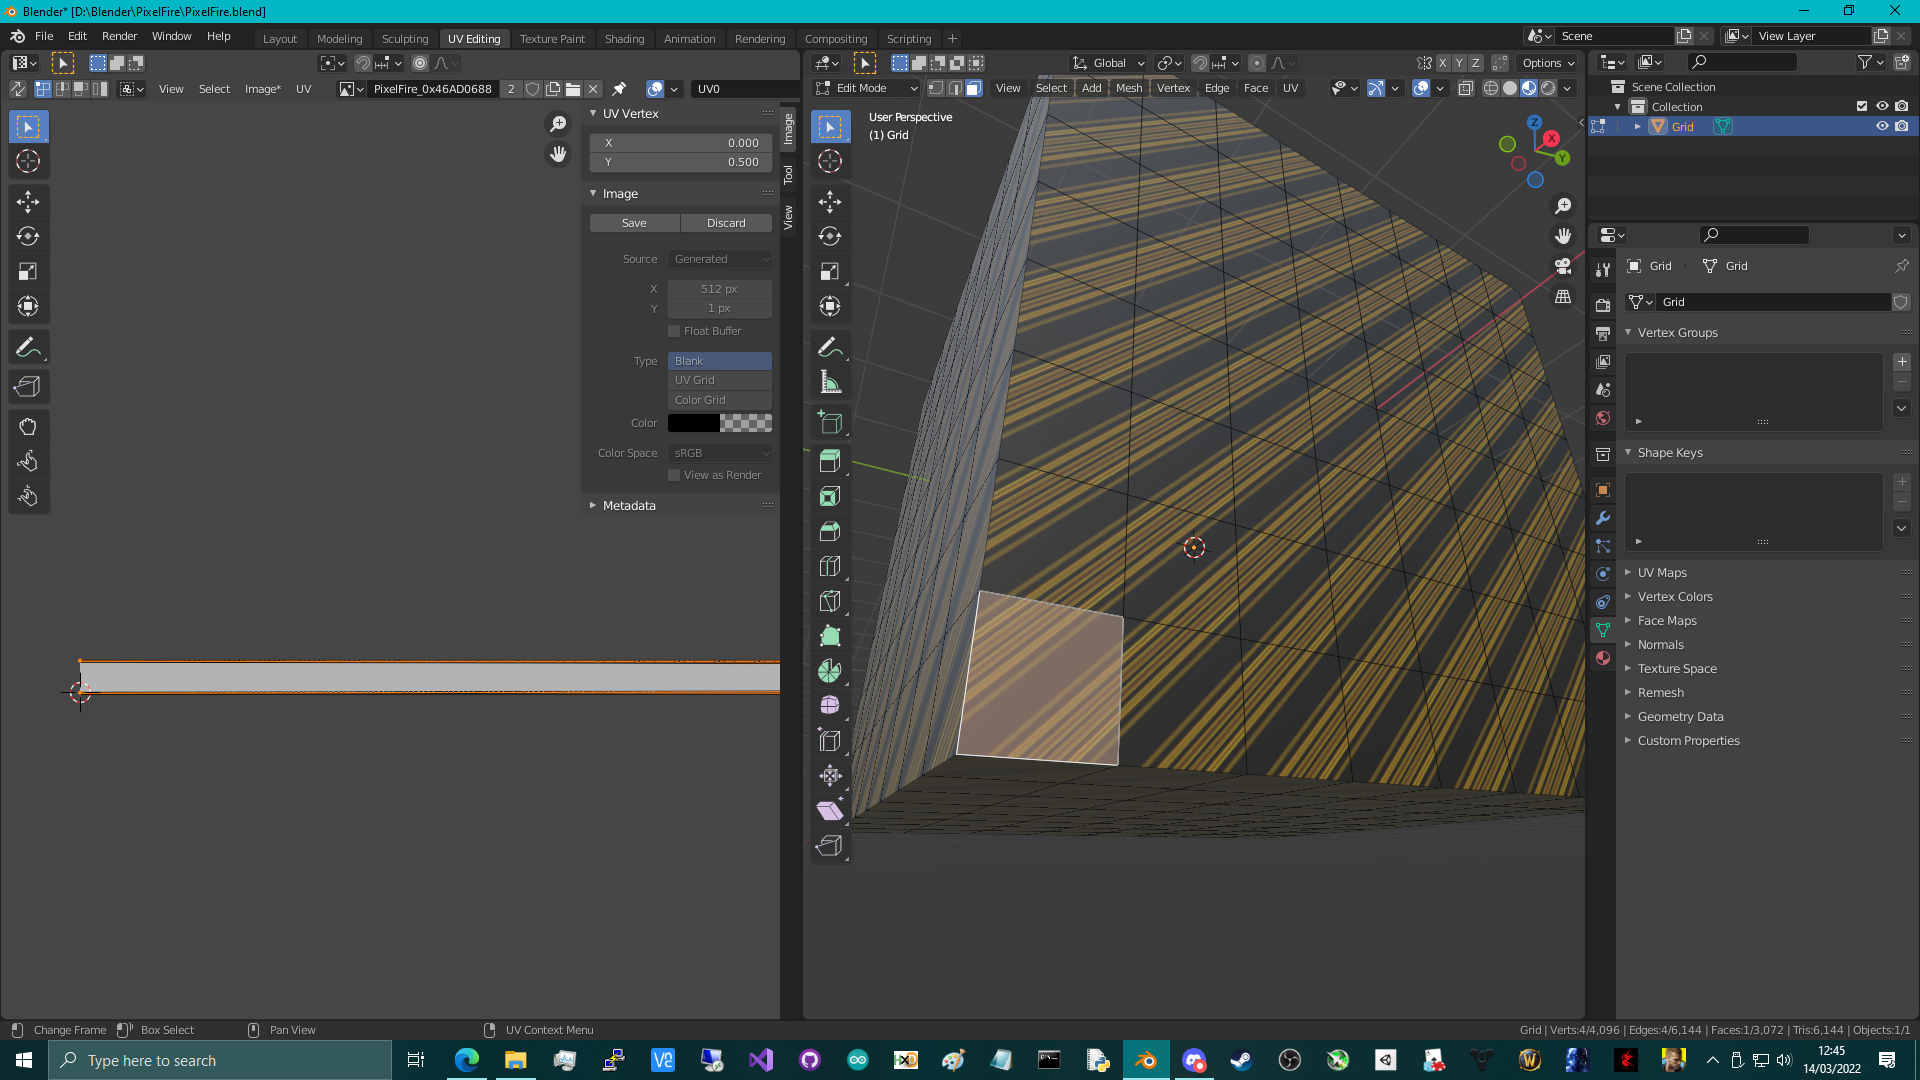 Blender* [D:\Blender\PixelFire\PixelFire.blend]
File Edit Render Window Help
Layout Modeling Sculpting UV Editing Texture Paint Shading Animation Rendering Compositing Scripting
Scene
View Layer
Global
X Y Z
Options
View Select Image* UV
PixelFire_0x46AD0688 2
UV0
Edit Mode
View Select Add Mesh Vertex Edge Face UV
UV Vertex
X 0.000
Y 0.500
Image
Save Discard
Source Generated
X 512 px
Y 1 px
Float Buffer
Type Blank
UV Grid
Color Grid
Color
Color Space sRGB
View as Render
Metadata
Image
Tool
View
User Perspective
(1) Grid
Z
X
Y
Scene Collection
Collection
Grid
Grid Grid
Grid
Vertex Groups
Shape Keys
UV Maps
Vertex Colors
Face Maps
Normals
Texture Space
Remesh
Geometry Data
Custom Properties
Change Frame Box Select Pan View UV Context Menu
Grid | Verts:4/4,096 | Edges:4/6,144 | Faces:1/3,072 | Tris:6,144 | Objects:1/1
Type here to search
12:45
14/03/2022